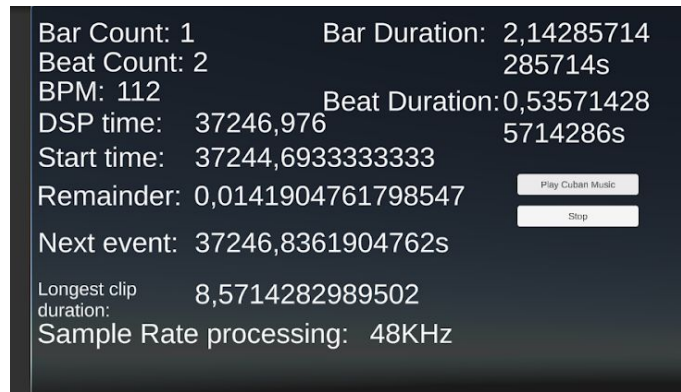 Bar Count: 1
Bar Duration: 2,14285714
285714s
Beat Count: 2
BPM: 112
Beat Duration: 0,53571428
5714286s
DSP time: 37246,976
Start time: 37244,6933333333
Remainder: 0,0141904761798547
Play Cuban Music
Stop
Next event: 37246,8361904762s
Longest clip
duration:
8,5714282989502
Sample Rate processing: 48KHz